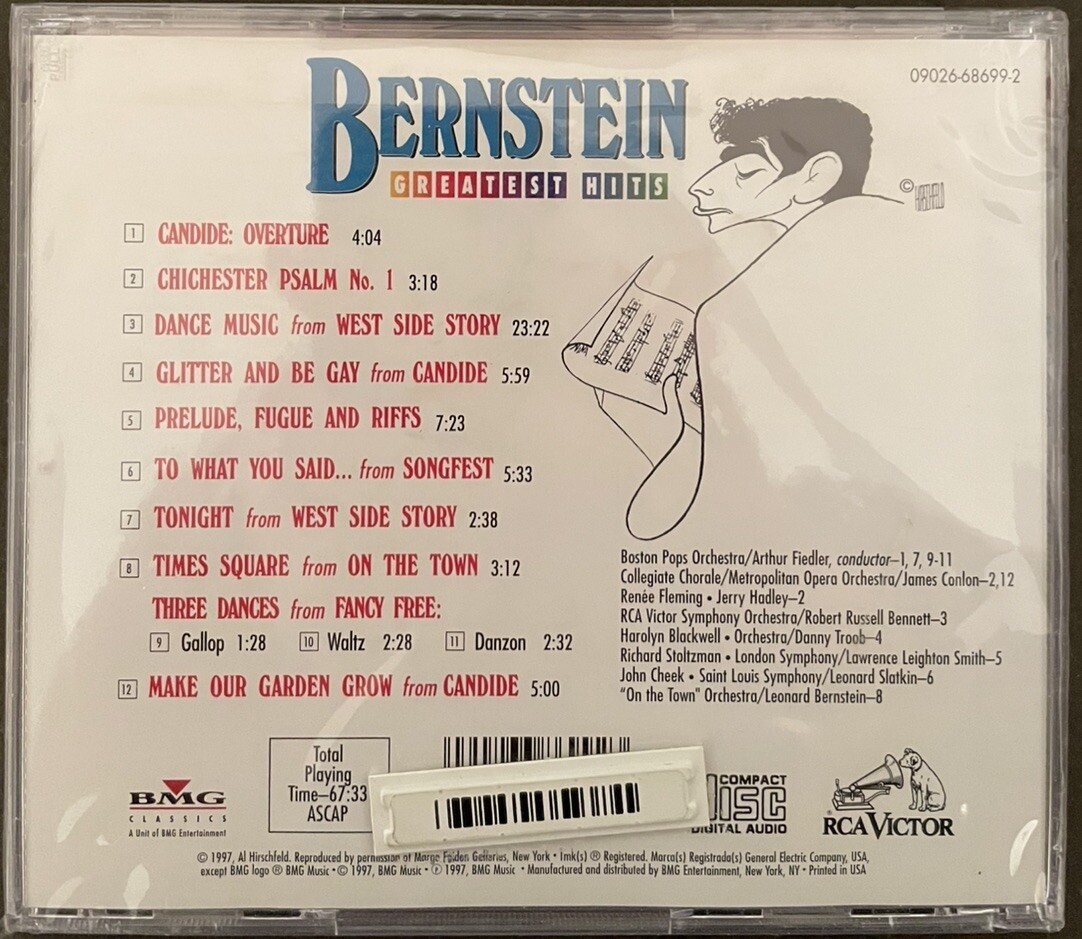 09026-68699-2
BERNSTEIN
GREATEST HITS
©
1 CANDIDE: OVERTURE 4:04
2 CHICHESTER PSALM No. 1 3:18
3 DANCE MUSIC from WEST SIDE STORY 23:22
4 GLITTER AND BE GAY from CANDIDE 5:59
5 PRELUDE, FUGUE AND RIFFS 7:23
6 TO WHAT YOU SAID... from SONGFEST 5:33
7 TONIGHT from WEST SIDE STORY 2:38
8 TIMES SQUARE from ON THE TOWN 3:12
THREE DANCES from FANCY FREE:
9 Gallop 1:28 10 Waltz 2:28 11 Danzon 2:32
12 MAKE OUR GARDEN GROW from CANDIDE 5:00
Boston Pops Orchestra/Arthur Fiedler, conductor–1, 7, 9-11
Collegiate Chorale/Metropolitan Opera Orchestra/James Conlon–2,12
Renée Fleming • Jerry Hadley–2
RCA Victor Symphony Orchestra/Robert Russell Bennett–3
Harolyn Blackwell • Orchestra/Danny Troob–4
Richard Stoltzman • London Symphony/Lawrence Leighton Smith–5
John Cheek • Saint Louis Symphony/Leonard Slatkin–6
"On the Town" Orchestra/Leonard Bernstein–8
BMG
CLASSICS
A Unit of BMG Entertainment
Total
Playing
Time–67:33
ASCAP
COMPACT
DISC
DIGITAL AUDIO
RCA VICTOR
© 1997, Al Hirschfeld. Reproduced by permission of Margo Feiden Galleries, New York • Tmk(s) ® Registered. Marca(s) Registrada(s) General Electric Company, USA,
except BMG logo ® BMG Music • © 1997, BMG Music • ℗ 1997, BMG Music • Manufactured and distributed by BMG Entertainment, New York, NY • Printed in USA